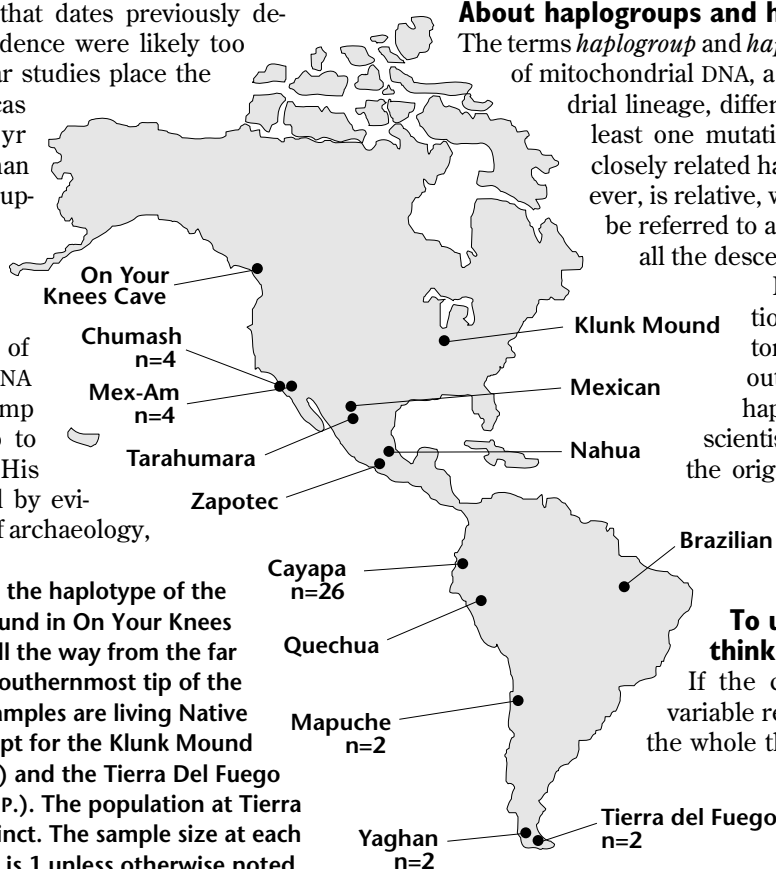 that dates previously de-
dence were likely too
r studies place the
cas
yr
nan
up-
of
NA
mp
to
His
by evi-
f archaeology,
About haplogroups and h
The terms haplogroup and hap
of mitochondrial DNA, a
drial lineage, differ
least one mutati
closely related ha
ever, is relative, w
be referred to a
all the desce
tio
tor
out
hap
scientis
the orig
On Your
Knees Cave
Chumash
n=4
Mex-Am
n=4
Tarahumara
Zapotec
Klunk Mound
Mexican
Nahua
Cayapa
n=26
Quechua
Mapuche
n=2
Yaghan
n=2
Brazilian
Tierra del Fuego
n=2
the haplotype of the
und in On Your Knees
ll the way from the far
outhernmost tip of the
amples are living Native
pt for the Klunk Mound
) and the Tierra Del Fuego
P.). The population at Tierra
inct. The sample size at each
is 1 unless otherwise noted.
To u
think
If the c
variable re
the whole th